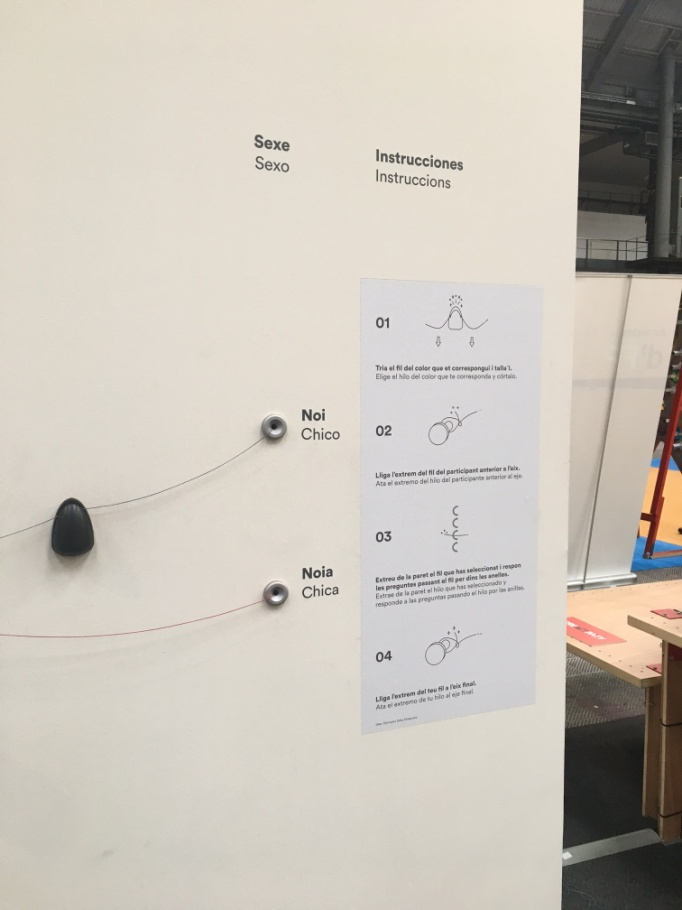 Sexe
Sexo
Instrucciones
Instruccions
01
Tria el fil del color que et correspongui i talla'l.
Elige el hilo del color que te corresponda y córtalo.
02
Lliga l'extrem del fil del participant anterior a l'eix.
Ata el extremo del hilo del participante anterior al eje.
Noi
Chico
03
Extreu de la paret el fil que has seleccionat i respon
les preguntes passant el fil per dins les anelles.
Extrae de la pared el hilo que has seleccionado y
responde a las preguntas pasando el hilo por las anillas.
Noia
Chica
04
Lliga l'extrem del teu fil a l'eix final.
Ata el extremo de tu hilo al eje final.